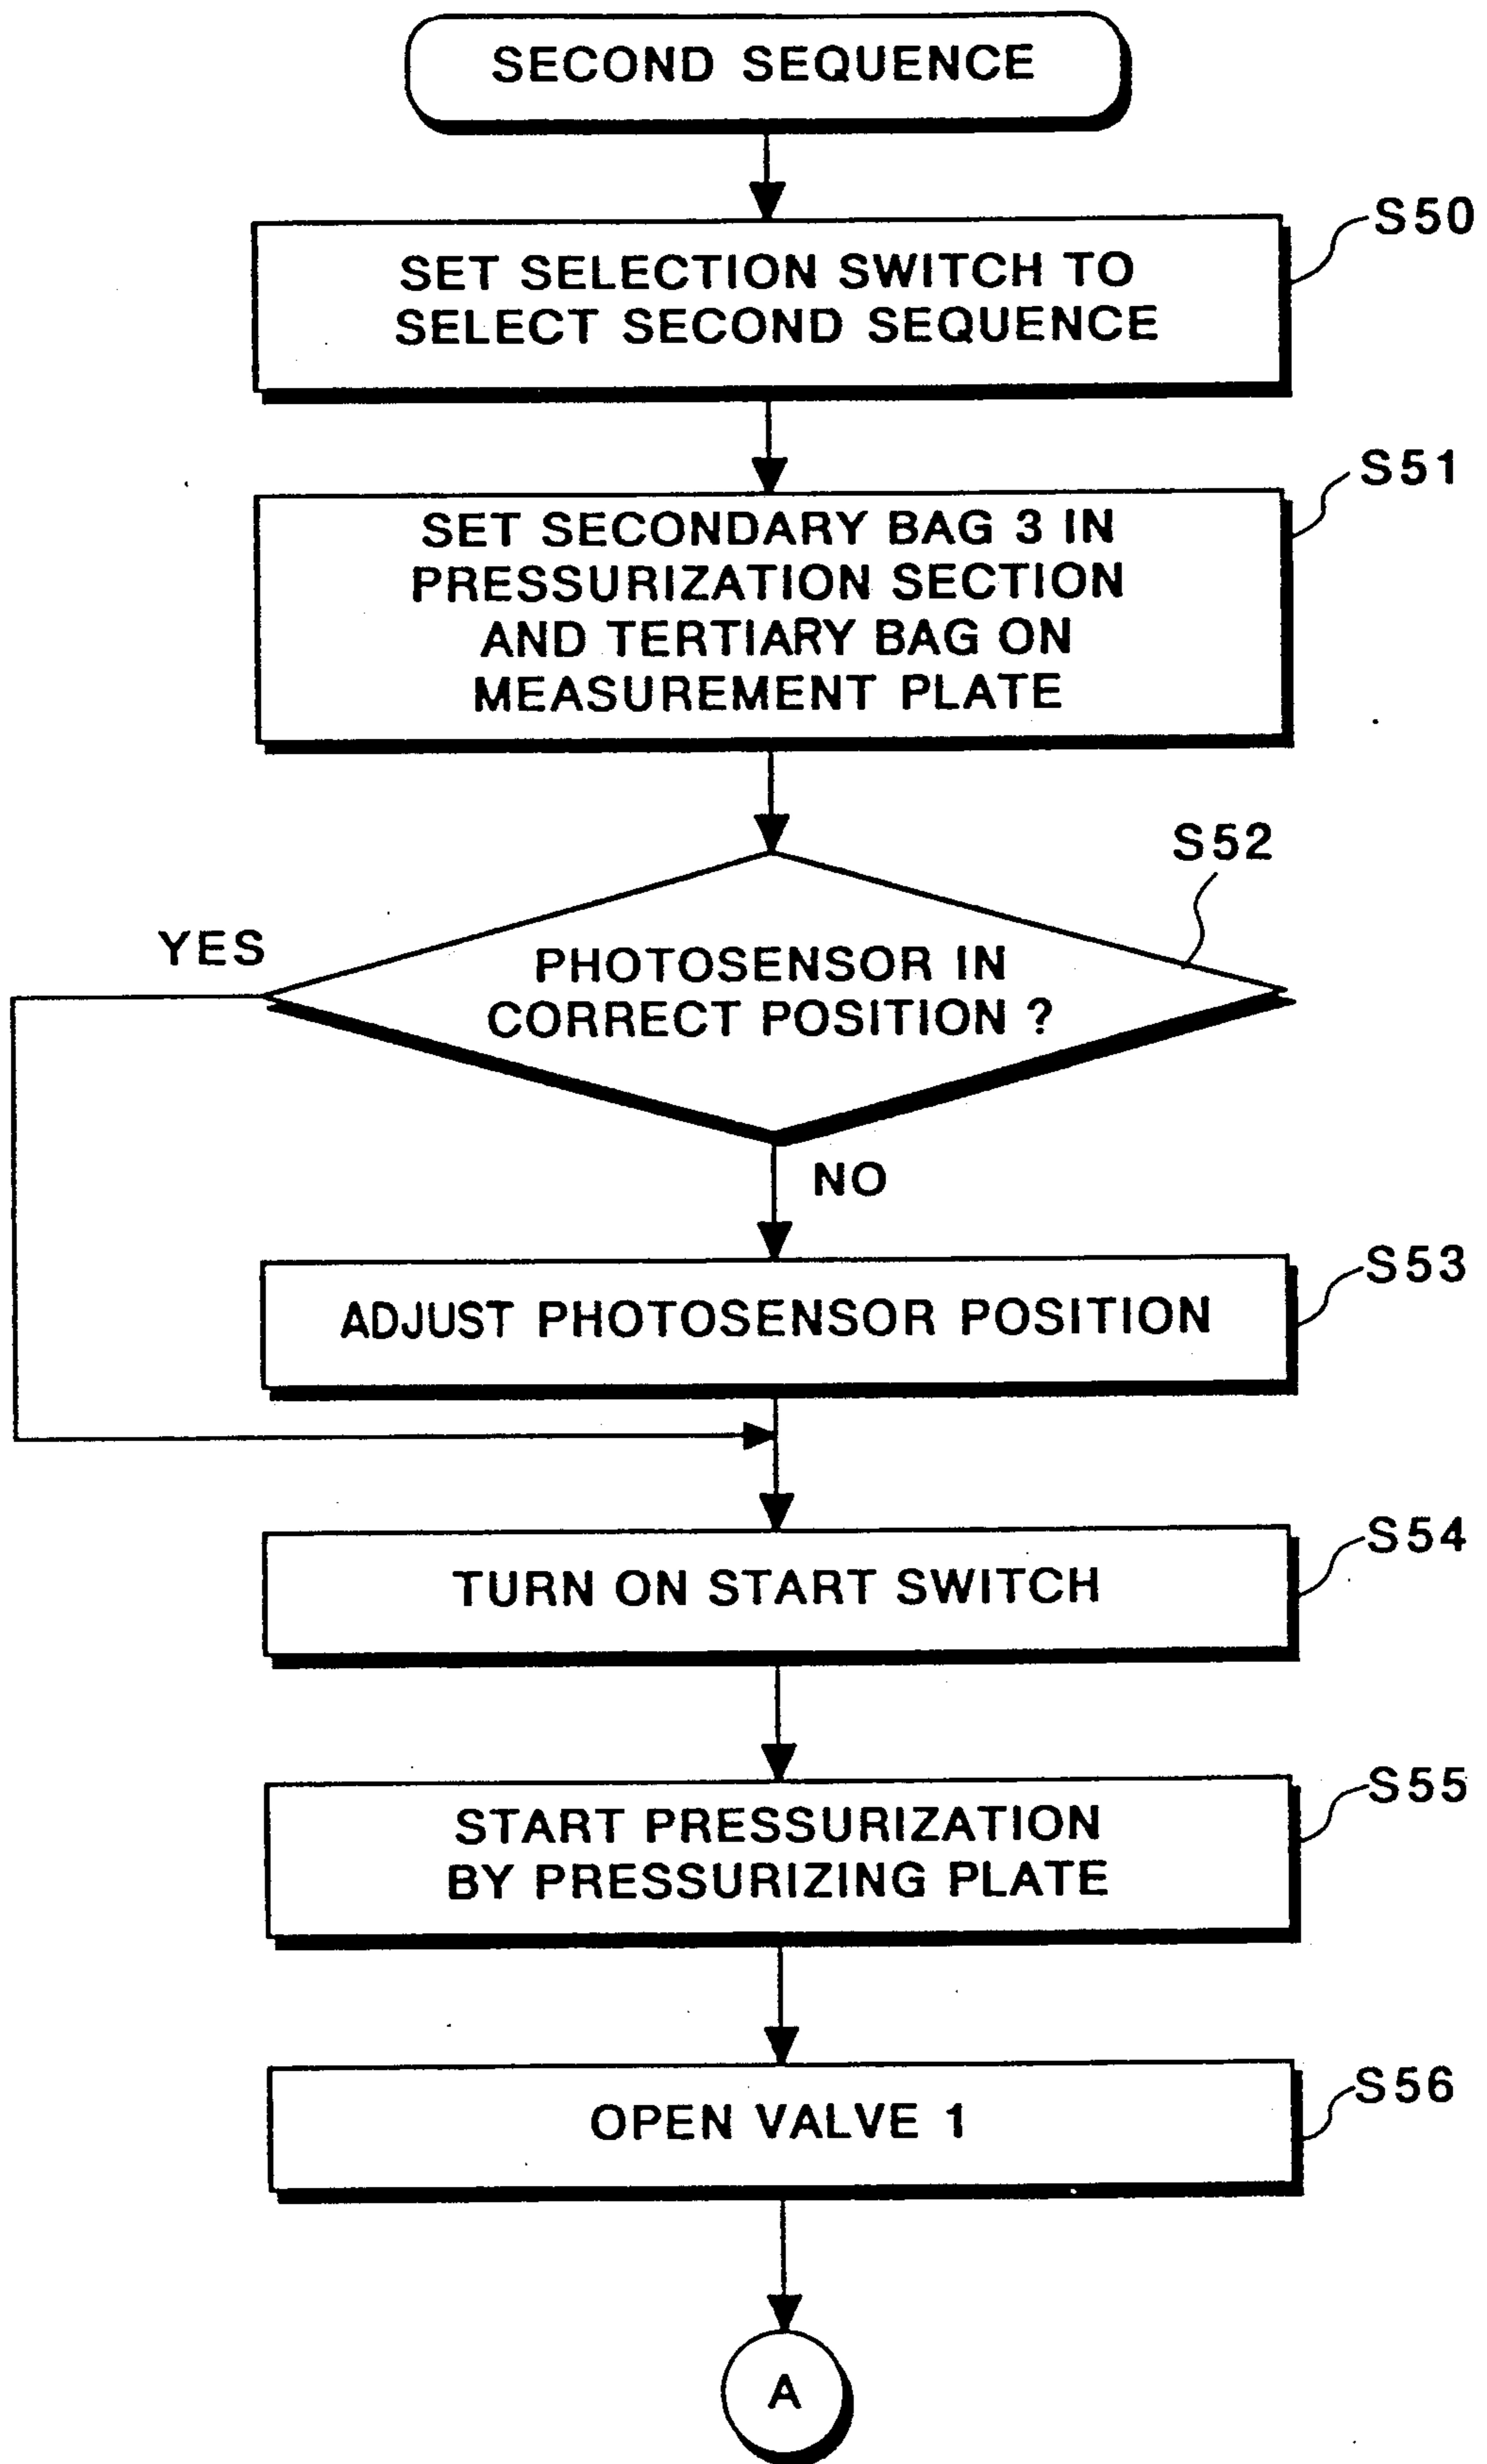 SECOND SEQUENCE
S50
SET SELECTION SWITCH TO
SELECT SECOND SEQUENCE
S51
SET SECONDARY BAG 3 IN
PRESSURIZATION SECTION
AND TERTIARY BAG ON
MEASUREMENT PLATE
S52
YES
PHOTOSENSOR IN
CORRECT POSITION ?
NO
S53
ADJUST PHOTOSENSOR POSITION
S54
TURN ON START SWITCH
S55
START PRESSURIZATION
BY PRESSURIZING PLATE
S56
OPEN VALVE 1
A